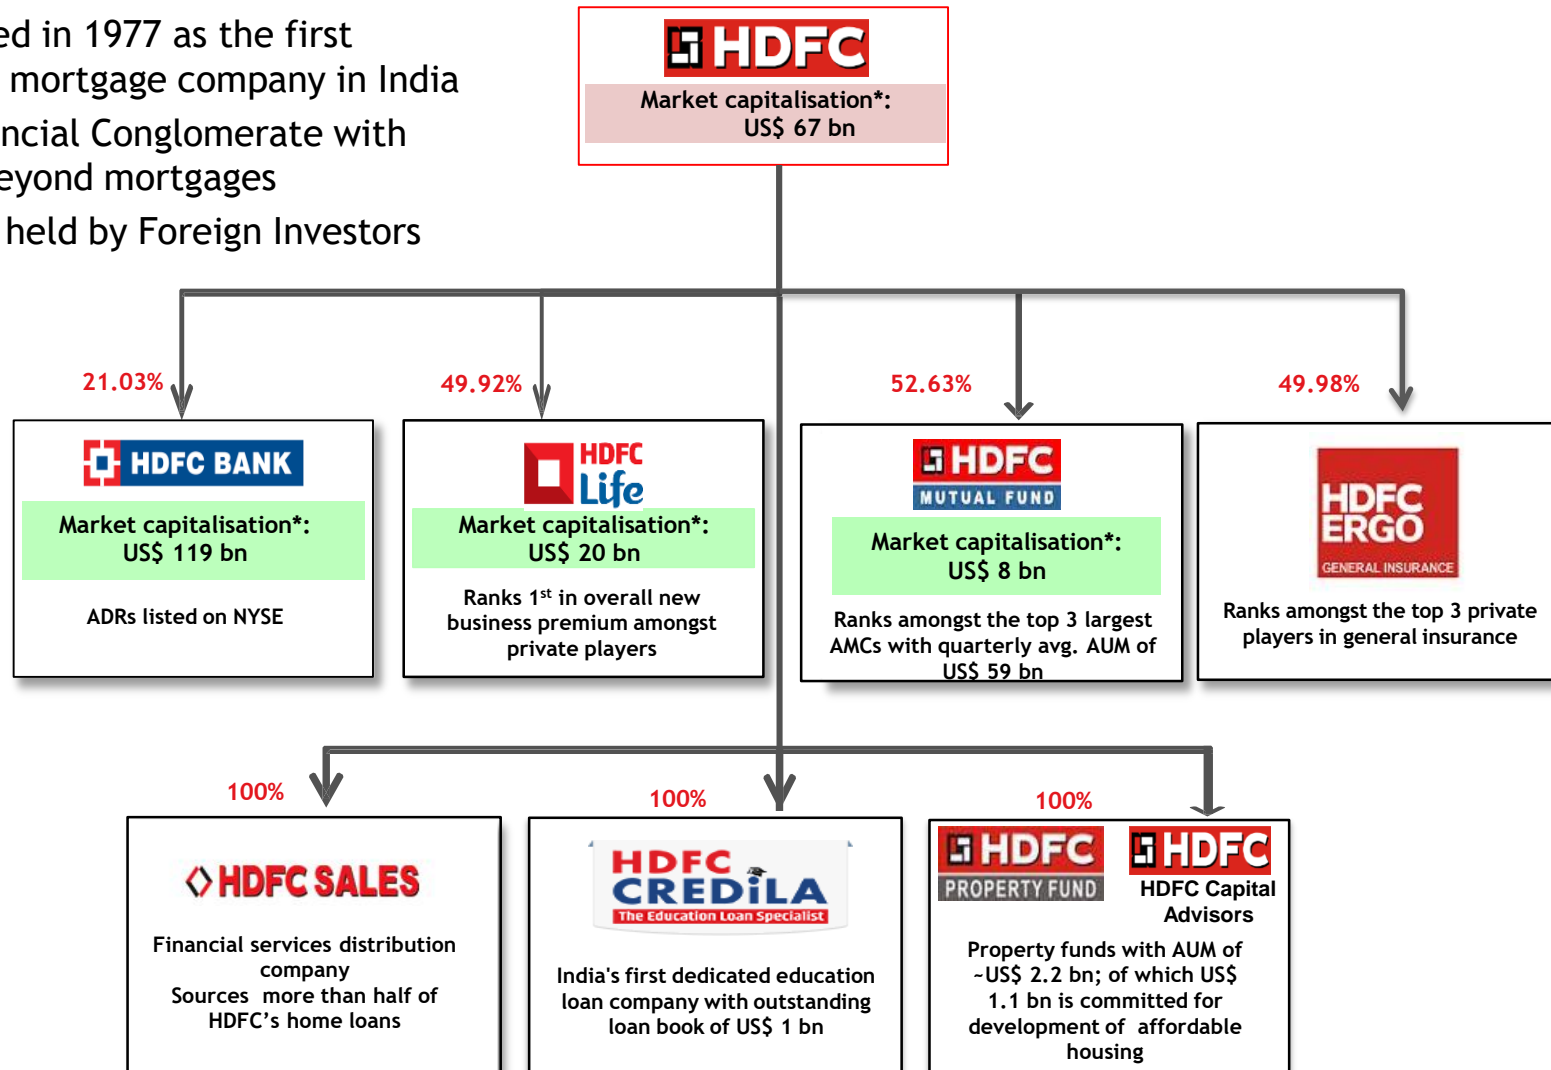 ed in 1977 as the first
mortgage company in India
ncial Conglomerate with
eyond mortgages
held by Foreign Investors
HDFC
Market capitalisation*:
US$ 67 bn
21.03%
49.92%
52.63%
49.98%
HDFC BANK
Market capitalisation*:
US$ 119 bn
ADRs listed on NYSE
HDFC
Life
Market capitalisation*:
US$ 20 bn
Ranks 1st in overall new
business premium amongst
private players
HDFC
MUTUAL FUND
Market capitalisation*:
US$ 8 bn
Ranks amongst the top 3 largest
AMCs with quarterly avg. AUM of
US$ 59 bn
HDFC
ERGO
GENERAL INSURANCE
Ranks amongst the top 3 private
players in general insurance
100%
100%
100%
HDFC SALES
Financial services distribution
company
Sources more than half of
HDFC’s home loans
HDFC
CREDiLA
The Education Loan Specialist
India's first dedicated education
loan company with outstanding
loan book of US$ 1 bn
HDFC
PROPERTY FUND
HDFC
HDFC Capital
Advisors
Property funds with AUM of
~US$ 2.2 bn; of which US$
1.1 bn is committed for
development of affordable
housing